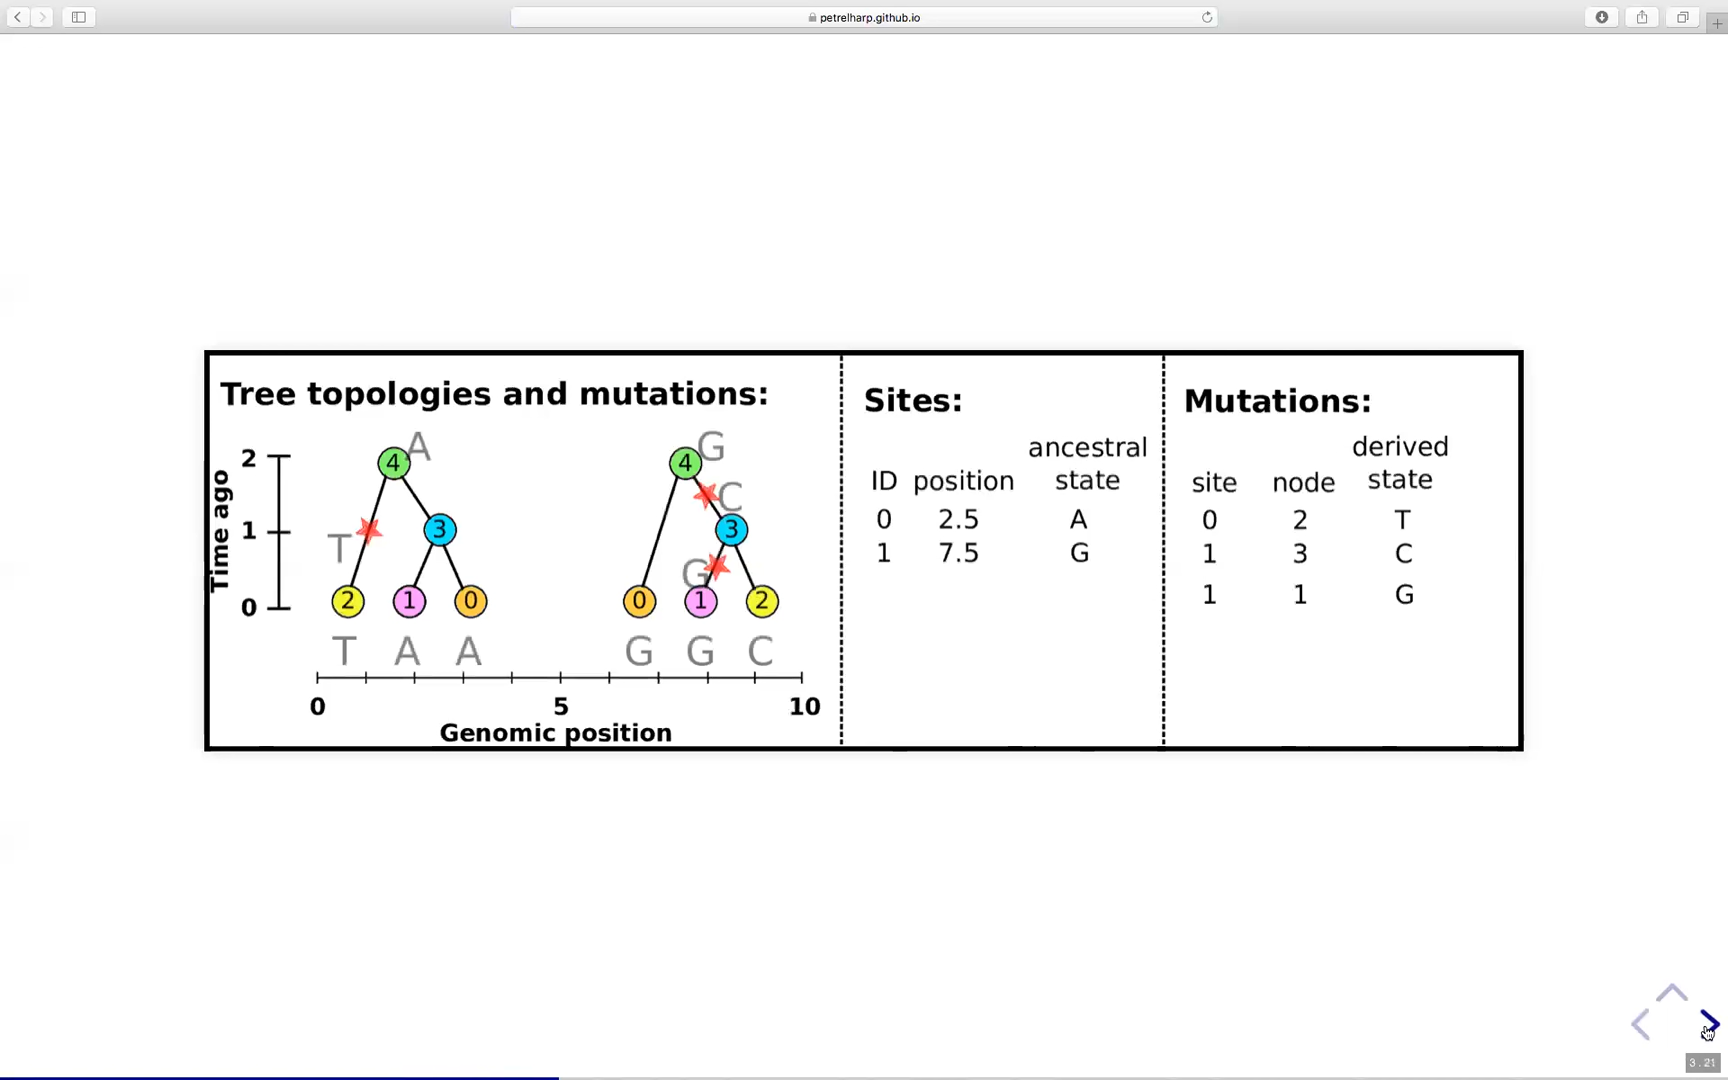 petrelharp.github.io
Tree topologies and mutations:
Time ago
2
1
0
A
4
3
T
2
1
0
T A A
G
4
C
3
G
0
1
2
G G C
0 5 10
Genomic position
Sites:
ancestral
ID position state
0 2.5 A
1 7.5 G
Mutations:
derived
site node state
0 2 T
1 3 C
1 1 G
3.21